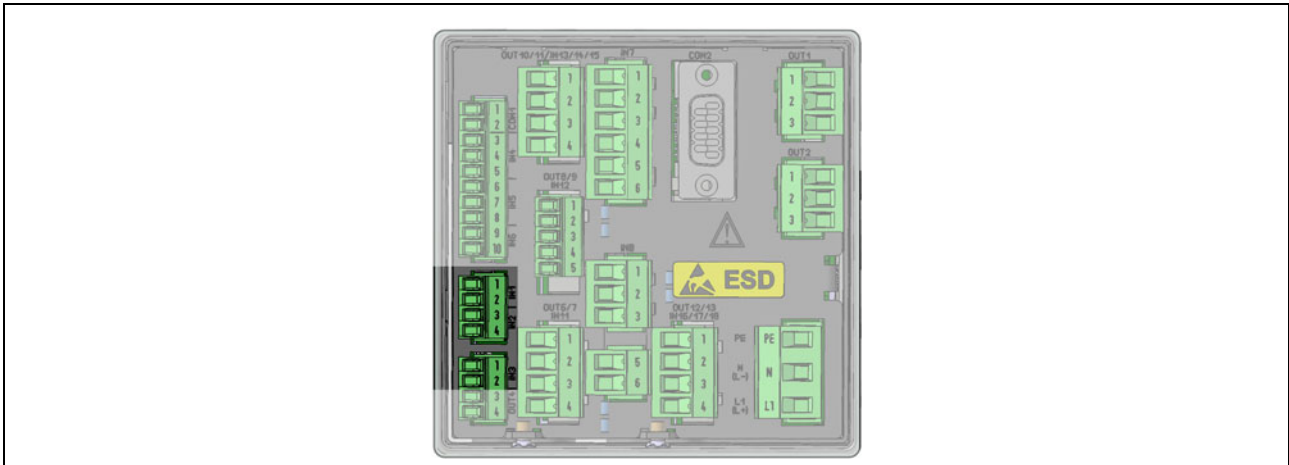 OUT10/11/IN13/14/15
1
2
3
4
IN7
1
2
3
4
5
6
COM2
OUT1
1
2
3
OUT2
1
2
3
1
2
3
4
5
6
7
8
9
10
COM1
IN4
IN5
IN6
OUT8/9
IN12
1
2
3
4
5
IN8
1
2
3
ESD
1
2
3
4
IN1
IN2
1
2
3
4
IN3
OUT4
OUT6/7
IN11
1
2
3
4
5
6
OUT12/13
IN16/17/18
1
2
3
4
PE
N
(L-)
L1
(L+)
PE
N
L1